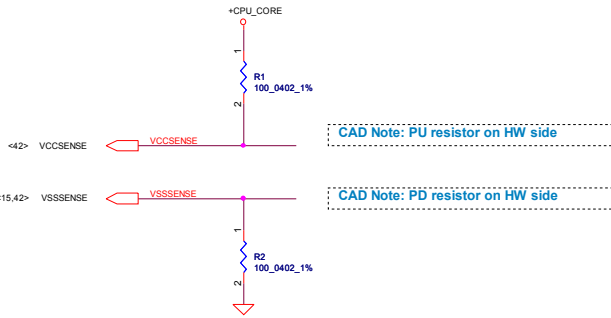 +CPU_CORE
1
R1
100_0402_1%
2
CAD Note: PU resistor on HW side
<42> VCCSENSE VCCSENSE
<15,42> VSSSENSE VSSSENSE
CAD Note: PD resistor on HW side
1
R2
100_0402_1%
2